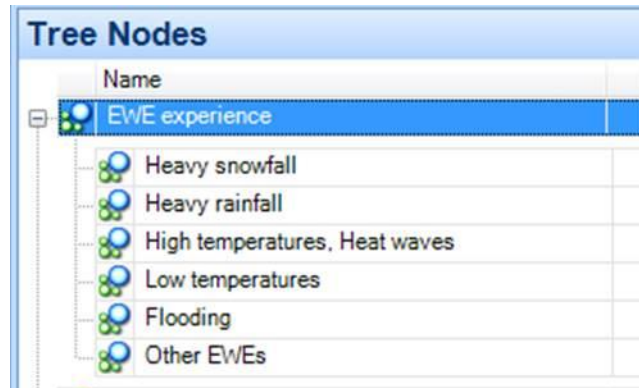 Tree Nodes
Name
EWE experience
Heavy snowfall
Heavy rainfall
High temperatures, Heat waves
Low temperatures
Flooding
Other EWEs